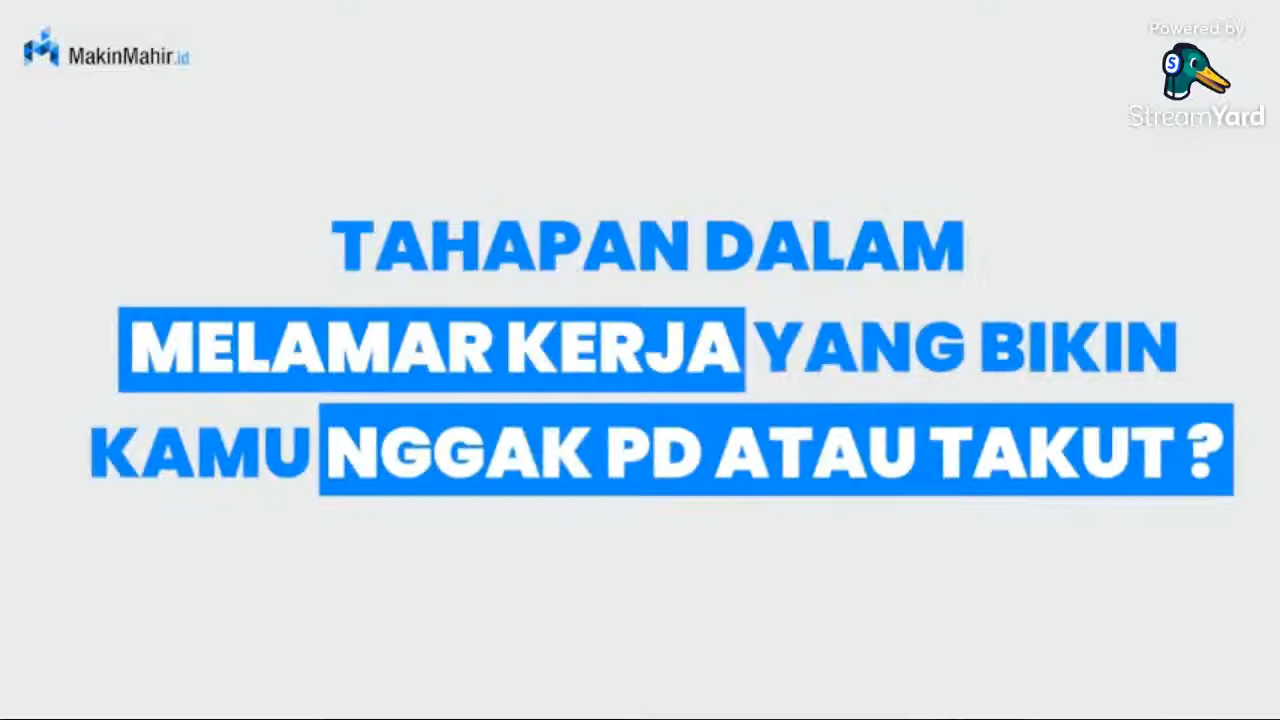 MakinMahir.id
Powered by
S
StreamYard
TAHAPAN DALAM
MELAMAR KERJA YANG BIKIN
KAMU NGGAK PD ATAU TAKUT ?